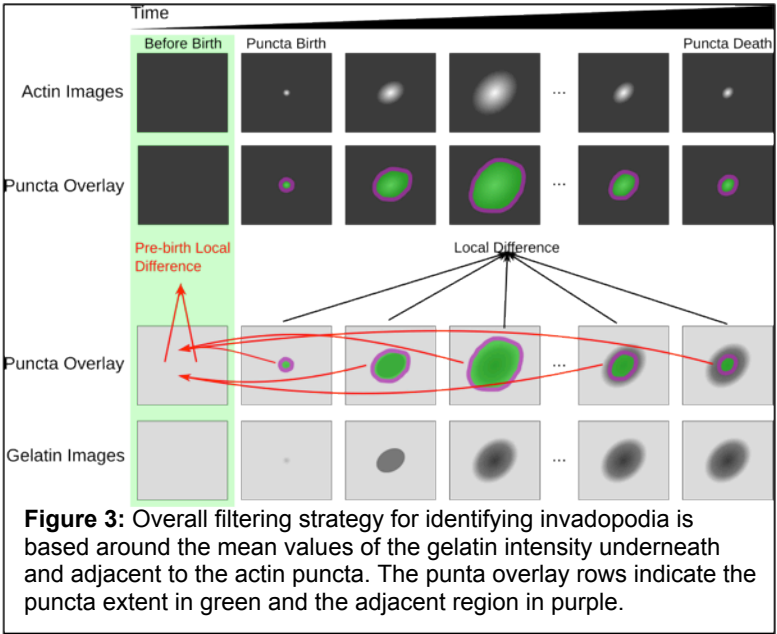 Time
Before Birth
Puncta Birth
Puncta Death
Actin Images
...
Puncta Overlay
...
Pre-birth Local
Difference
Local Difference
Puncta Overlay
...
Gelatin Images
...
Figure 3: Overall filtering strategy for identifying invadopodia is
based around the mean values of the gelatin intensity underneath
and adjacent to the actin puncta. The punta overlay rows indicate the
puncta extent in green and the adjacent region in purple.